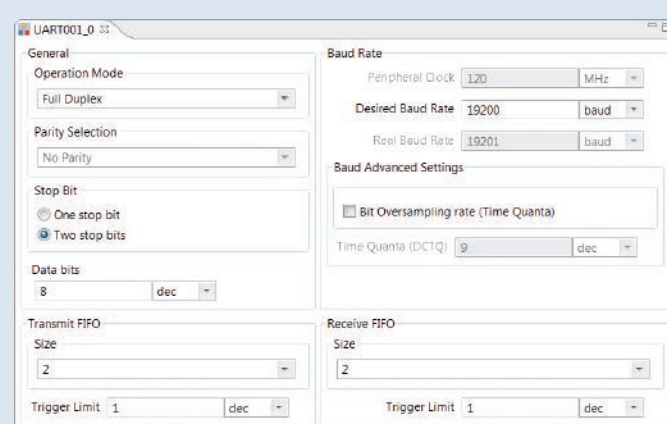 UART001_0
General
Operation Mode
Full Duplex
Parity Selection
No Parity
Stop Bit
One stop bit
Two stop bits
Data bits
8 dec
Transmit FIFO
Size
2
Trigger Limit 1 dec
Baud Rate
Peripheral Clock 120 MHz
Desired Baud Rate 19200 baud
Real Baud Rate 19201 baud
Baud Advanced Settings
Bit Oversampling rate (Time Quanta)
Time Quanta (DCTQ) 9 dec
Receive FIFO
Size
2
Trigger Limit 1 dec